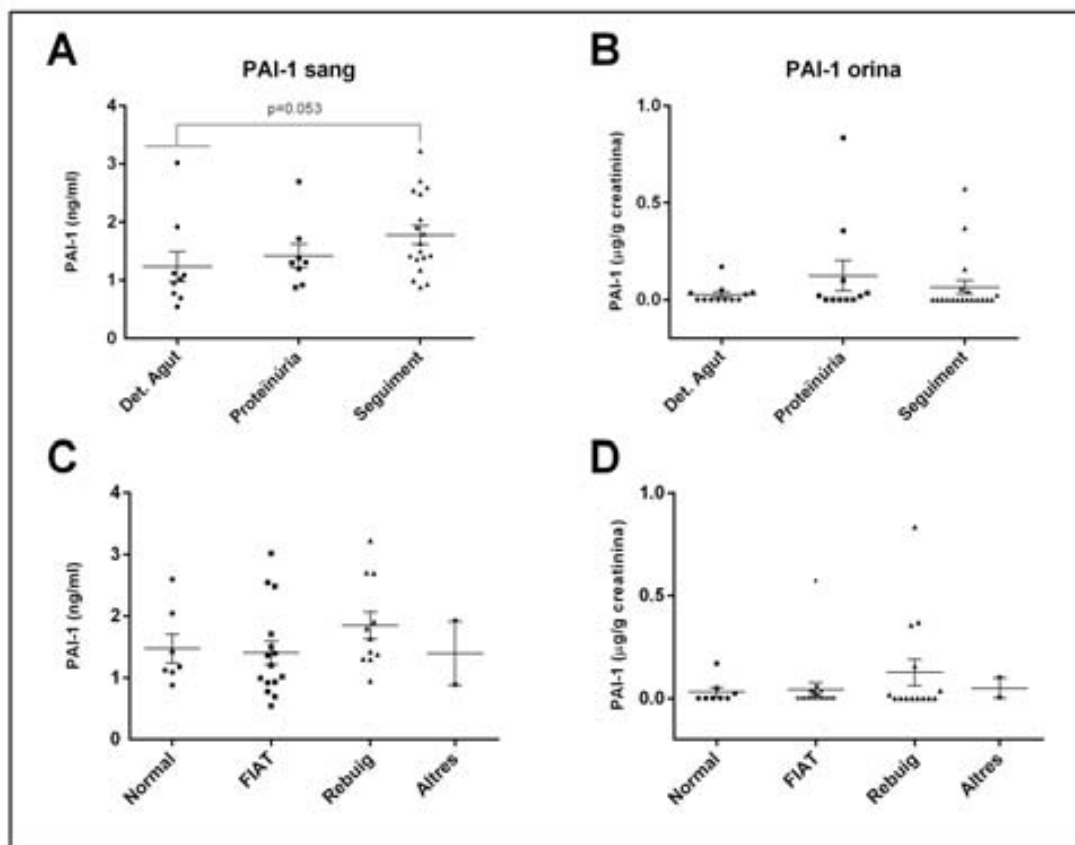 A
PAI-1 sang
p=0.053
PAI-1 (ng/ml)
4
3
2
1
0
Det. Agut
Proteïnúria
Seguiment
B
PAI-1 orina
PAI-1 (µg/g creatinina)
1.0
0.5
0.0
Det. Agut
Proteïnúria
Seguiment
C
PAI-1 (ng/ml)
4
3
2
1
0
Normal
FIAT
Rebuig
Altres
D
PAI-1 (µg/g creatinina)
1.0
0.5
0.0
Normal
FIAT
Rebuig
Altres